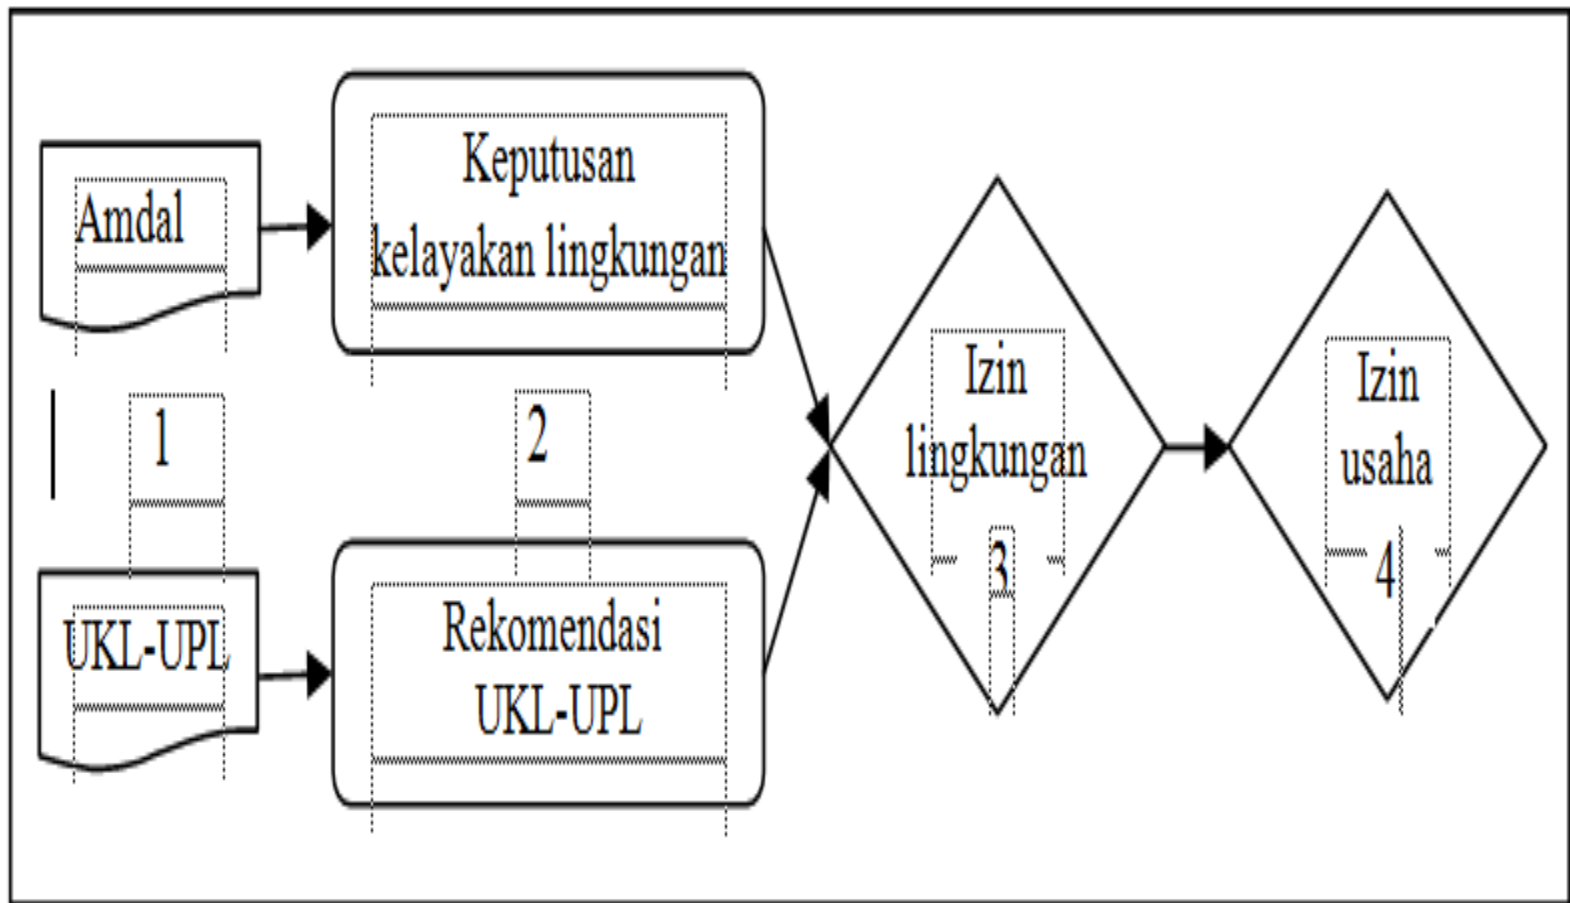 Amdal
Keputusan
kelayakan lingkungan
1
2
UKL-UPL
Rekomendasi
UKL-UPL
Izin
lingkungan
3
Izin
usaha
4